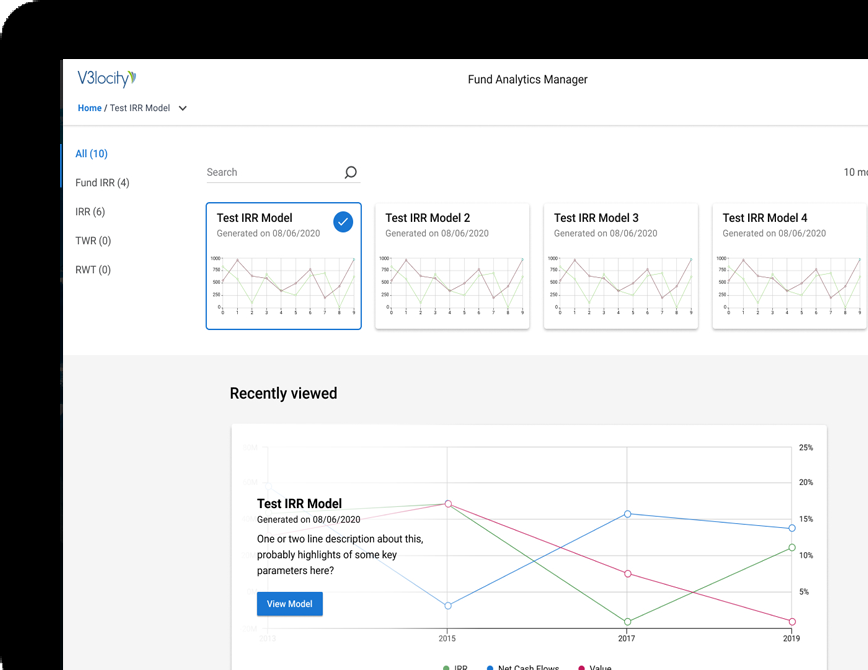 V3locity
Fund Analytics Manager
Home / Test IRR Model
All (10)
Fund IRR (4)
IRR (6)
TWR (0)
RWT (0)
Search
10 mo
Test IRR Model
Generated on 08/06/2020
1000
750
500
250
0
0 1 2 3 4 5 6 7 8 9
Test IRR Model 2
Generated on 08/06/2020
1000
750
500
250
0
0 1 2 3 4 5 6 7 8 9
Test IRR Model 3
Generated on 08/06/2020
1000
750
500
250
0
0 1 2 3 4 5 6 7 8 9
Test IRR Model 4
Generated on 08/06/2020
1000
750
500
250
0
0 1 2 3 4 5 6 7 8 9
Recently viewed
Test IRR Model
Generated on 08/06/2020
One or two line description about this,
probably highlights of some key
parameters here?
View Model
25%
20%
15%
10%
5%
2013 2015 2017 2019
IRR Net Cash Flows Value